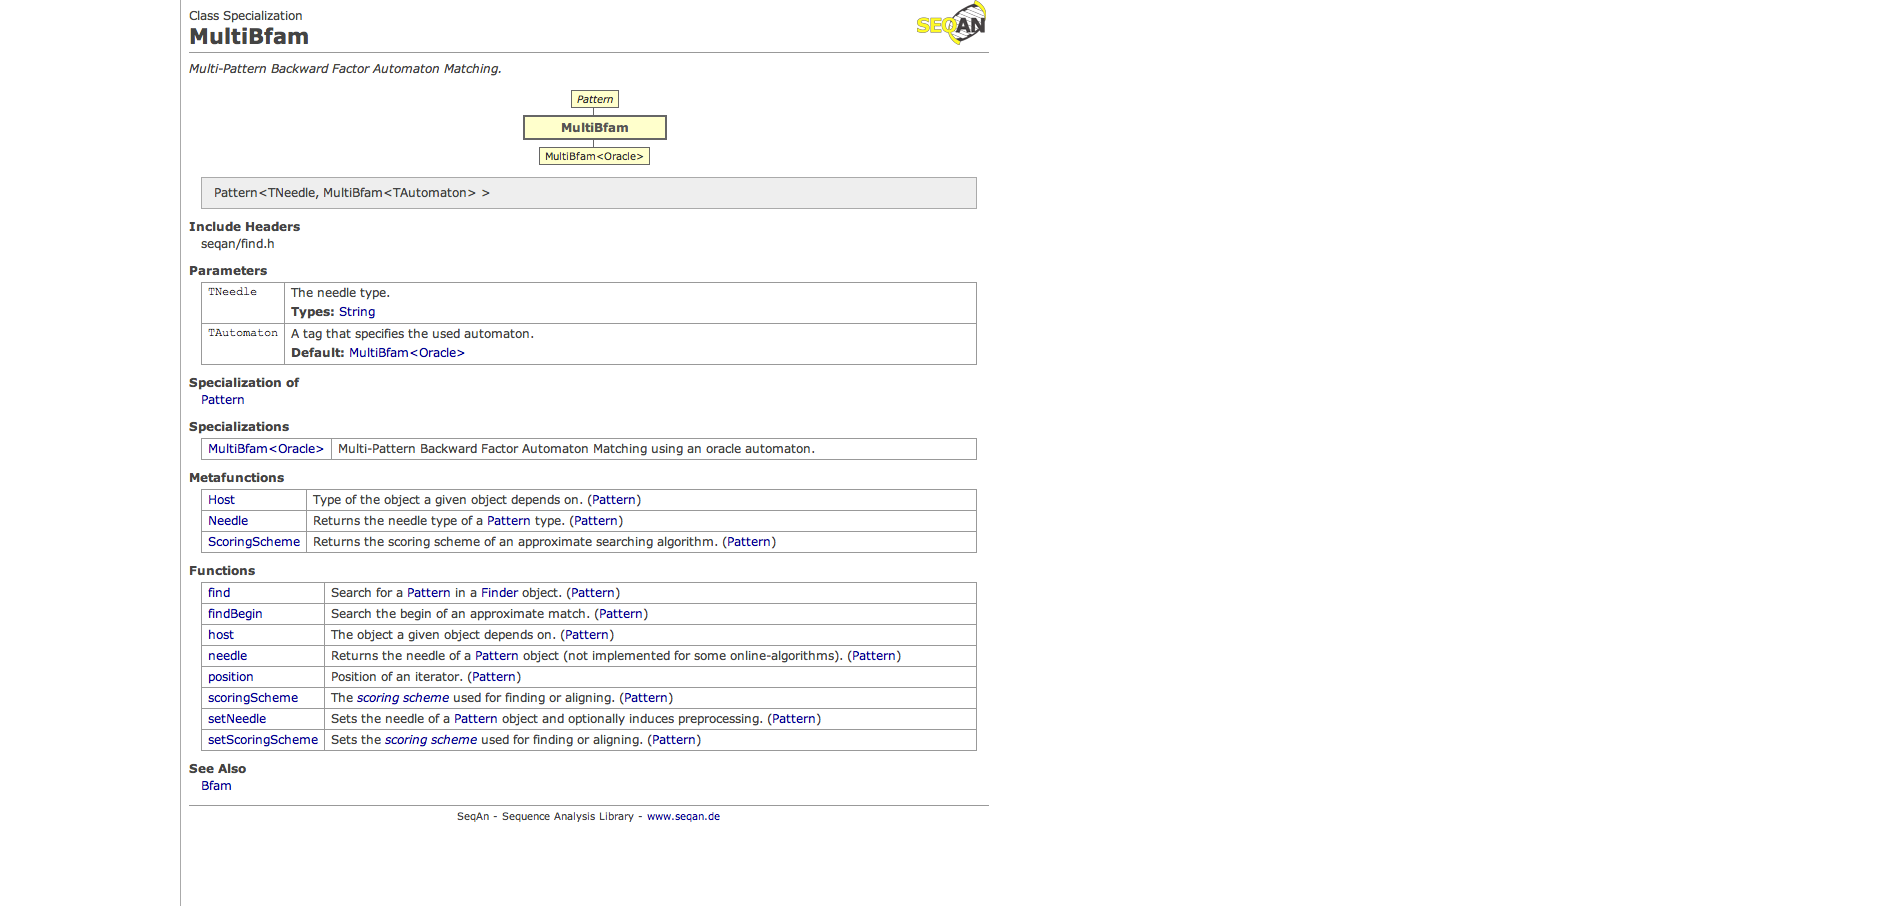 Class Specialization
MultiBfam
SEQAN
Multi-Pattern Backward Factor Automaton Matching.
Pattern
MultiBfam
MultiBfam<Oracle>
Pattern<TNeedle, MultiBfam<TAutomaton> >
Include Headers
seqan/find.h
Parameters
TNeedle The needle type.
Types: String
TAutomaton A tag that specifies the used automaton.
Default: MultiBfam<Oracle>
Specialization of
Pattern
Specializations
MultiBfam<Oracle> Multi-Pattern Backward Factor Automaton Matching using an oracle automaton.
Metafunctions
Host Type of the object a given object depends on. (Pattern)
Needle Returns the needle type of a Pattern type. (Pattern)
ScoringScheme Returns the scoring scheme of an approximate searching algorithm. (Pattern)
Functions
find Search for a Pattern in a Finder object. (Pattern)
findBegin Search the begin of an approximate match. (Pattern)
host The object a given object depends on. (Pattern)
needle Returns the needle of a Pattern object (not implemented for some online-algorithms). (Pattern)
position Position of an iterator. (Pattern)
scoringScheme The scoring scheme used for finding or aligning. (Pattern)
setNeedle Sets the needle of a Pattern object and optionally induces preprocessing. (Pattern)
setScoringScheme Sets the scoring scheme used for finding or aligning. (Pattern)
See Also
Bfam
SeqAn - Sequence Analysis Library - www.seqan.de